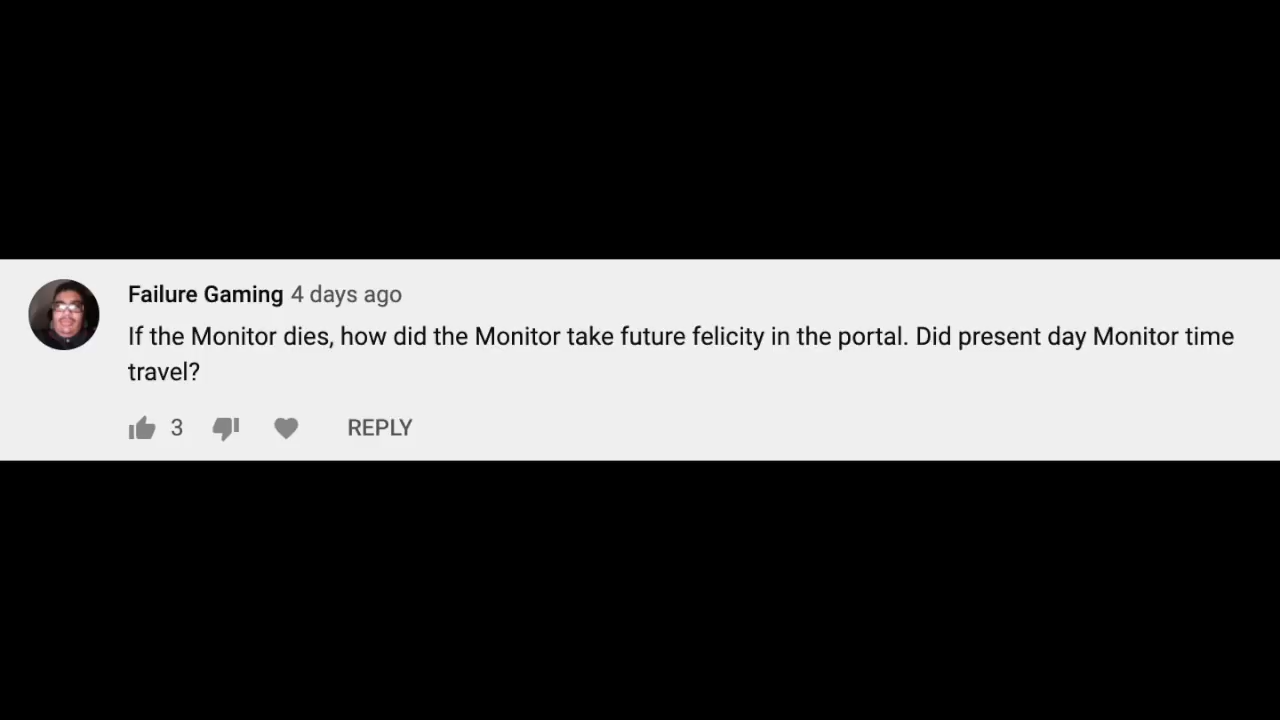 Failure Gaming 4 days ago
If the Monitor dies, how did the Monitor take future felicity in the portal. Did present day Monitor time
travel?
3 REPLY